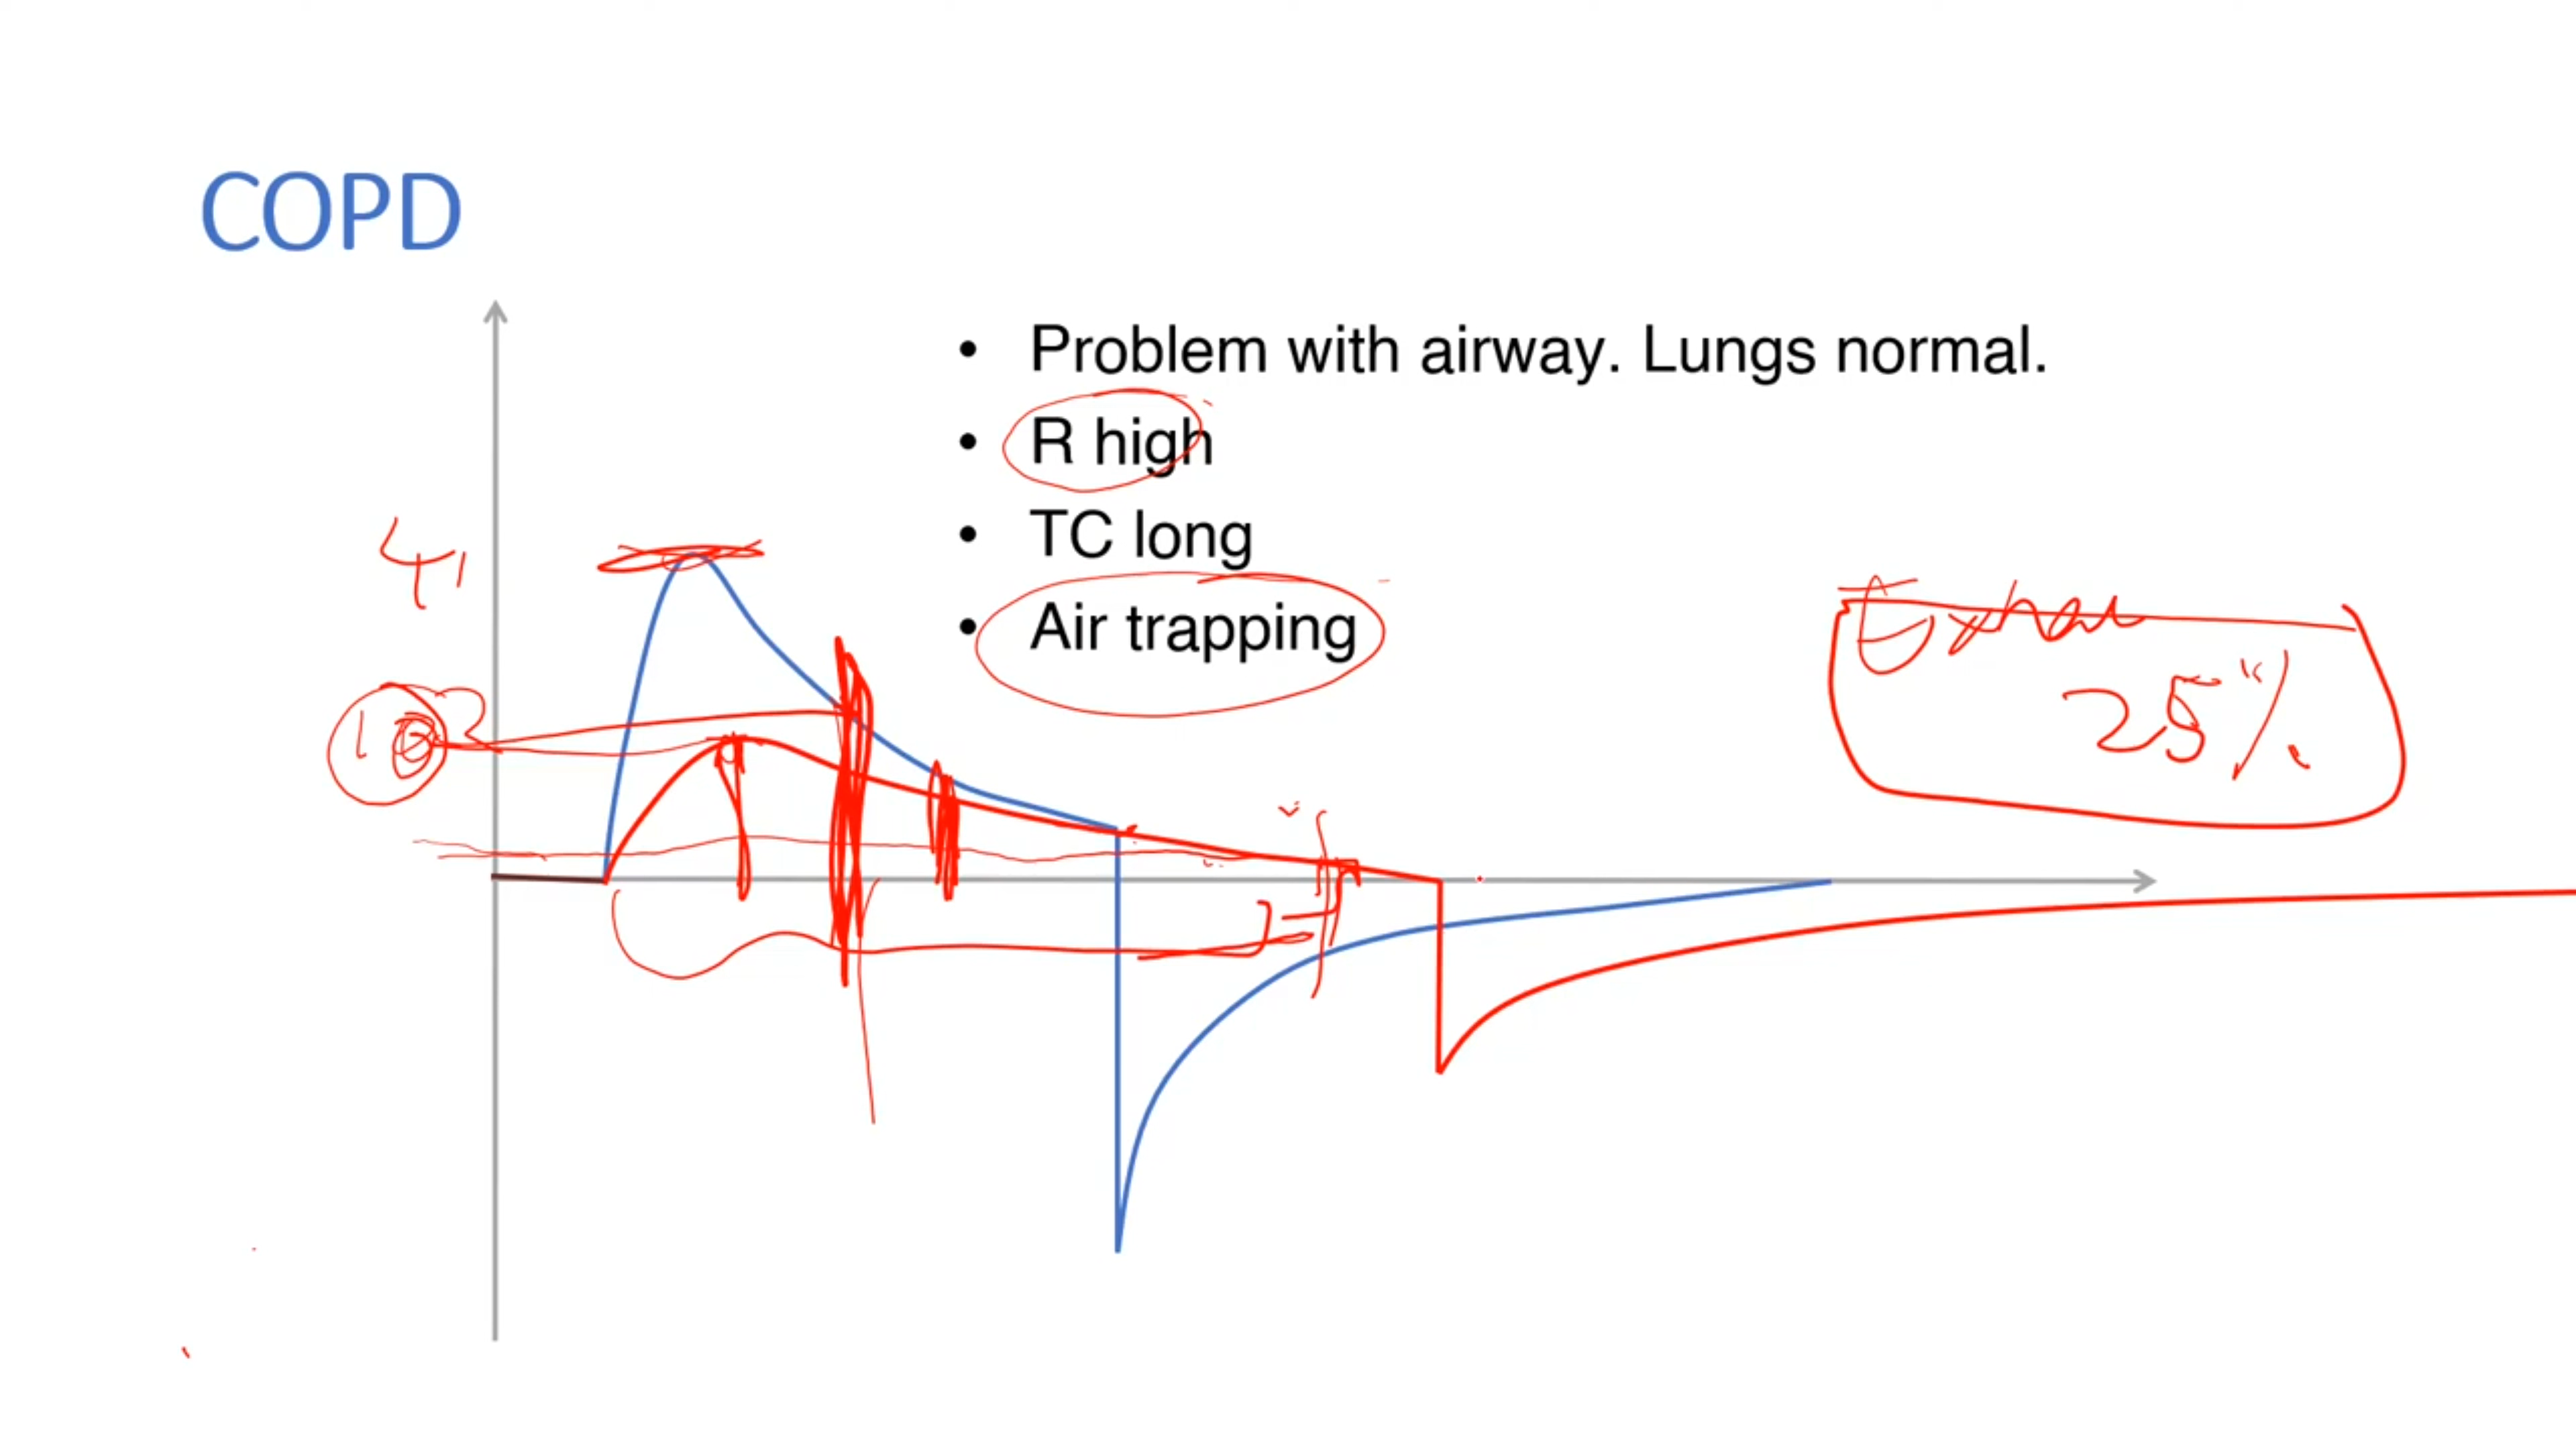 COPD
• Problem with airway. Lungs normal.
• R high
• TC long
• Air trapping
25%